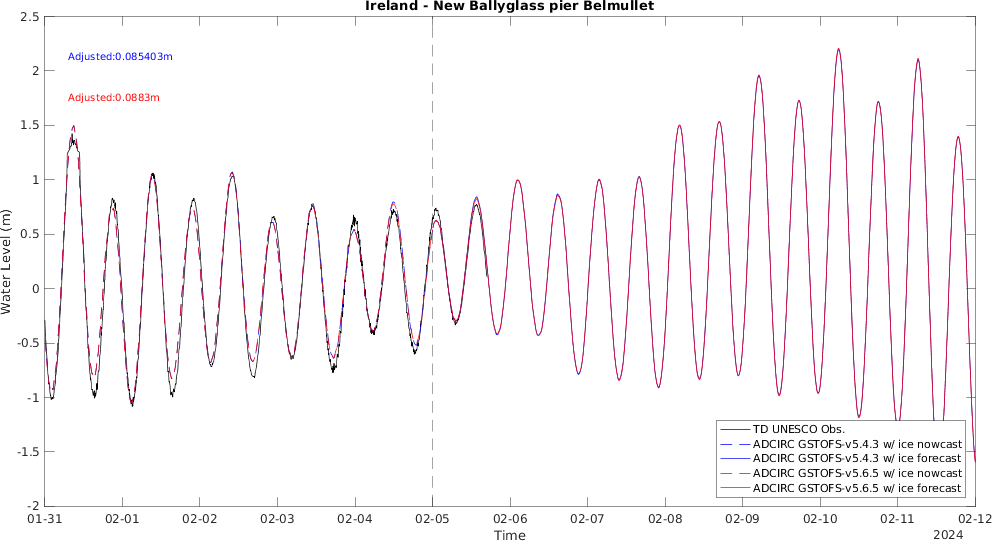 Ireland - New Ballyglass pier Belmullet
Adjusted:0.085403m
Adjusted:0.0883m
Water Level (m)
2.5
2
1.5
1
0.5
0
-0.5
-1
-1.5
-2
TD UNESCO Obs.
ADCIRC GSTOFS-v5.4.3 w/ ice nowcast
ADCIRC GSTOFS-v5.4.3 w/ ice forecast
ADCIRC GSTOFS-v5.6.5 w/ ice nowcast
ADCIRC GSTOFS-v5.6.5 w/ ice forecast
01-31 02-01 02-02 02-03 02-04 02-05 02-06 02-07 02-08 02-09 02-10 02-11 02-12
Time
2024